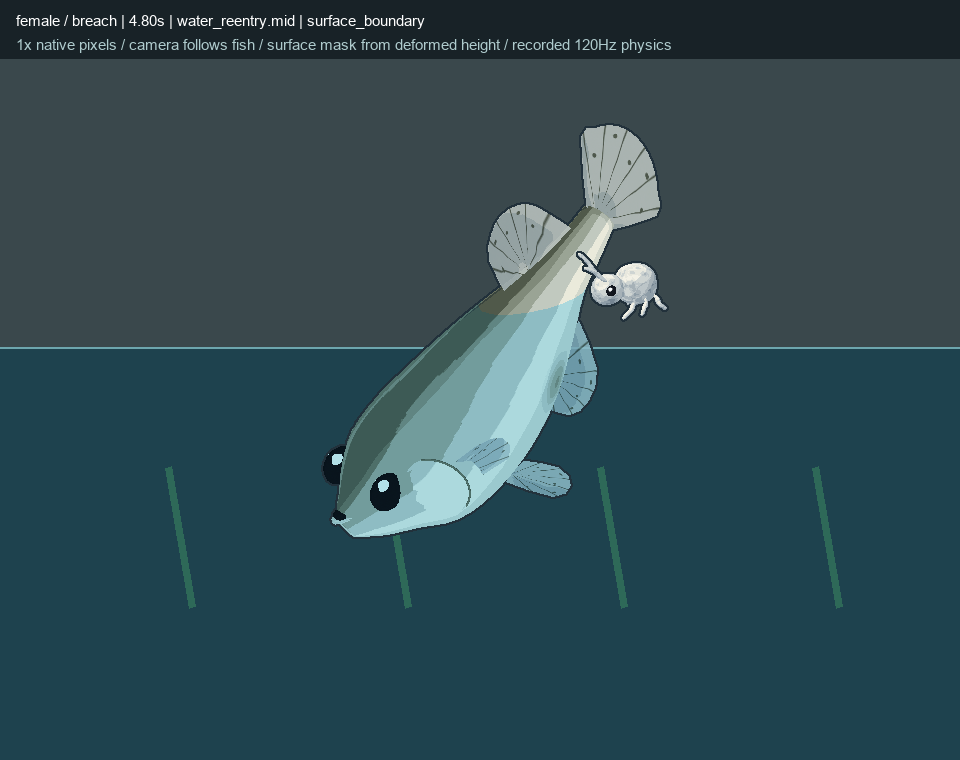 female / breach | 4.80s | water_reentry.mid | surface_boundary
1x native pixels / camera follows fish / surface mask from deformed height / recorded 120Hz physics